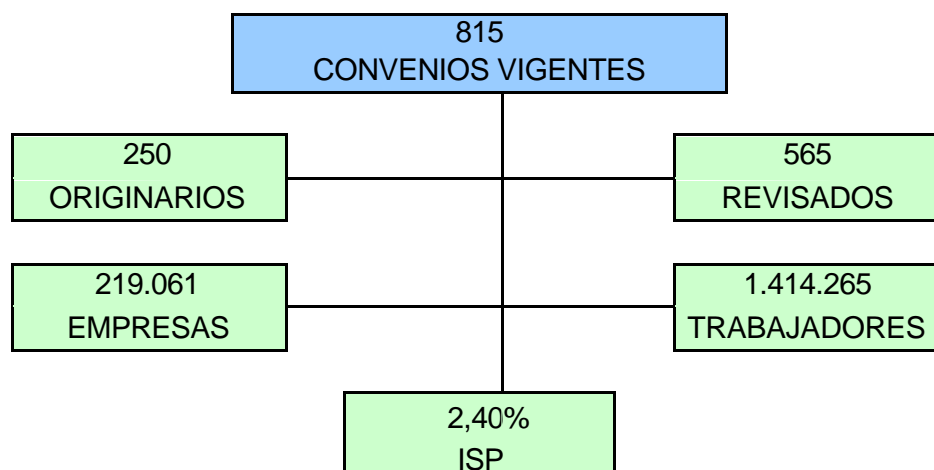 815
CONVENIOS VIGENTES
250
ORIGINARIOS
565
REVISADOS
219.061
EMPRESAS
1.414.265
TRABAJADORES
2,40%
ISP